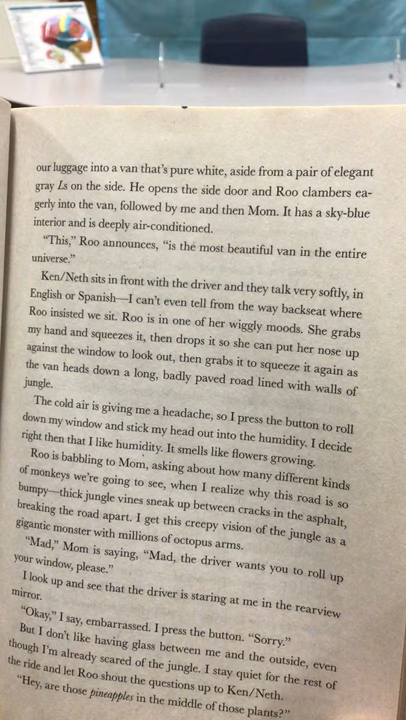 our luggage into a van that's pure white, aside from a pair of elegant
gray Ls on the side. He opens the side door and Roo clambers ea-
gerly into the van, followed by me and then Mom. It has a sky-blue
interior and is deeply air-conditioned.
"This," Roo announces, "is the most beautiful van in the entire
universe."
Ken/Neth sits in front with the driver and they talk very softly, in
English or Spanish—I can't even tell from the way backseat where
Roo insisted we sit. Roo is in one of her wiggly moods. She grabs
my hand and squeezes it, then drops it so she can put her nose up
against the window to look out, then grabs it to squeeze it again as
the van heads down a long, badly paved road lined with walls of
jungle.
The cold air is giving me a headache, so I press the button to roll
down my window and stick my head out into the humidity. I decide
right then that I like humidity. It smells like flowers growing.
Roo is babbling to Mom, asking about how many different kinds
of monkeys we're going to see, when I realize why this road is so
bumpy—thick jungle vines sneak up between cracks in the asphalt,
breaking the road apart. I get this creepy vision of the jungle as a
gigantic monster with millions of octopus arms.
"Mad," Mom is saying, "Mad, the driver wants you to roll up
your window, please."
I look up and see that the driver is staring at me in the rearview
mirror.
"Okay," I say, embarrassed. I press the button. "Sorry."
But I don't like having glass between me and the outside, even
though I'm already scared of the jungle. I stay quiet for the rest of
the ride and let Roo shout the questions up to Ken/Neth.
"Hey, are those pineapples in the middle of those plants?"